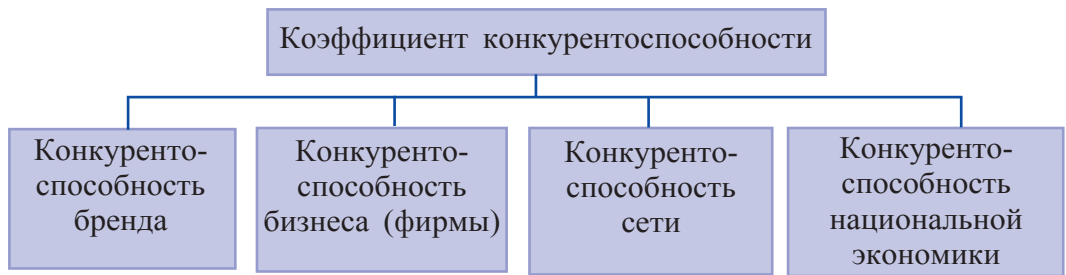 Коэффициент конкурентоспособности
Конкуренто-
способность
бренда
Конкуренто-
способность
бизнеса (фирмы)
Конкуренто-
способность
сети
Конкуренто-
способность
национальной
экономики